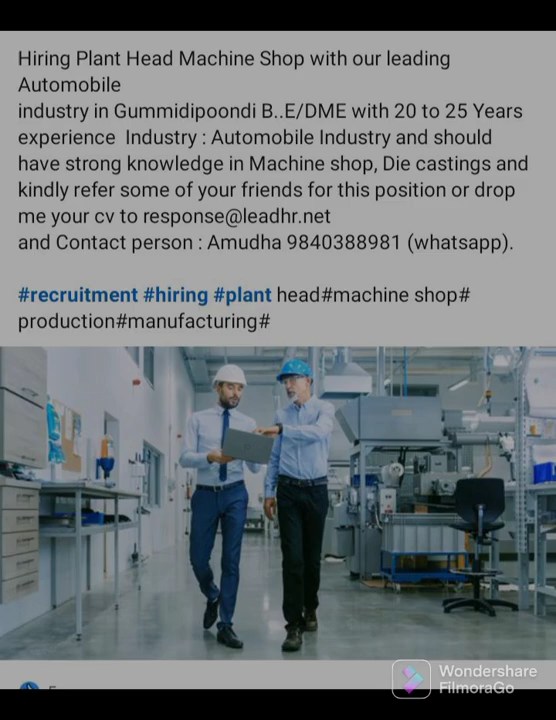 Hiring Plant Head Machine Shop with our leading
Automobile
industry in Gummidipoondi B..E/DME with 20 to 25 Years
experience  Industry : Automobile Industry and should
have strong knowledge in Machine shop, Die castings and
kindly refer some of your friends for this position or drop
me your cv to response@leadhr.net
and Contact person : Amudha 9840388981 (whatsapp).
#recruitment #hiring #plant head#machine shop#
production#manufacturing#
Wondershare
FilmoraGo